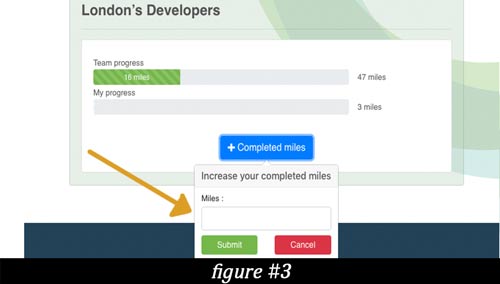 London's Developers
Team progress
16 miles
47 miles
My progress
3 miles
+ Completed miles
Increase your completed miles
Miles :
Submit
Cancel
figure #3